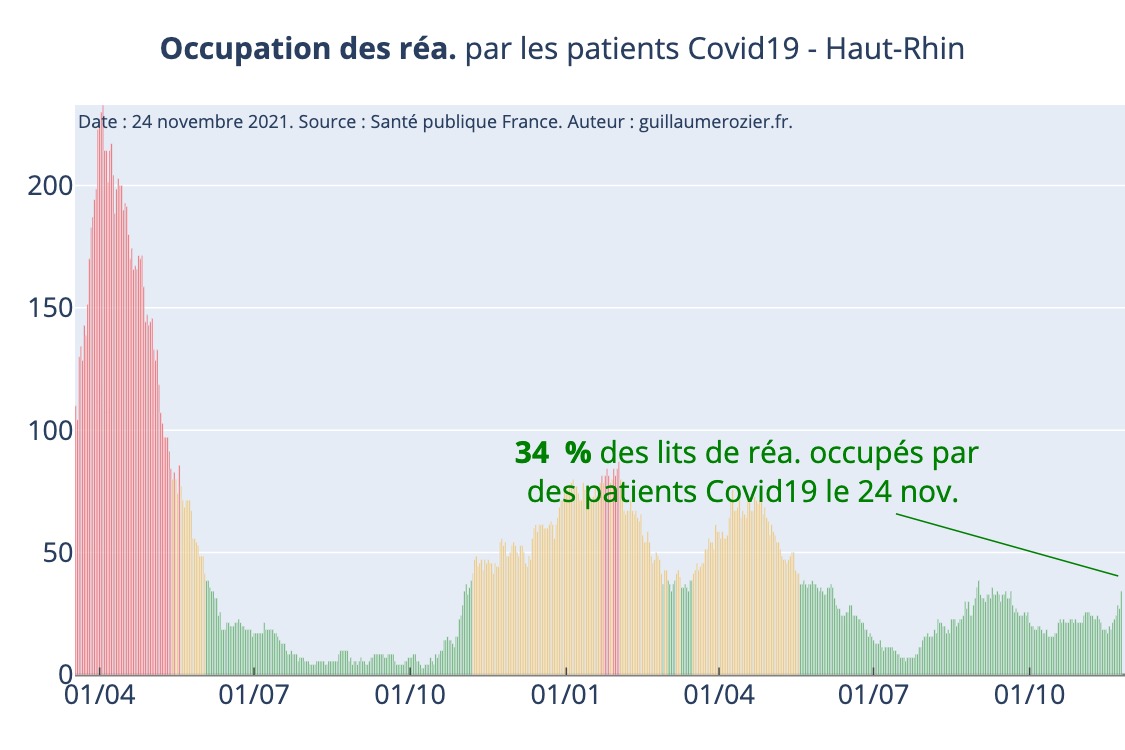 Occupation des réa. par les patients Covid19 - Haut-Rhin
Date : 24 novembre 2021. Source : Santé publique France. Auteur : guillaumerozier.fr.
200
150
100
34 % des lits de réa. occupés par
des patients Covid19 le 24 nov.
50
0
01/04 01/07 01/10 01/01 01/04 01/07 01/10